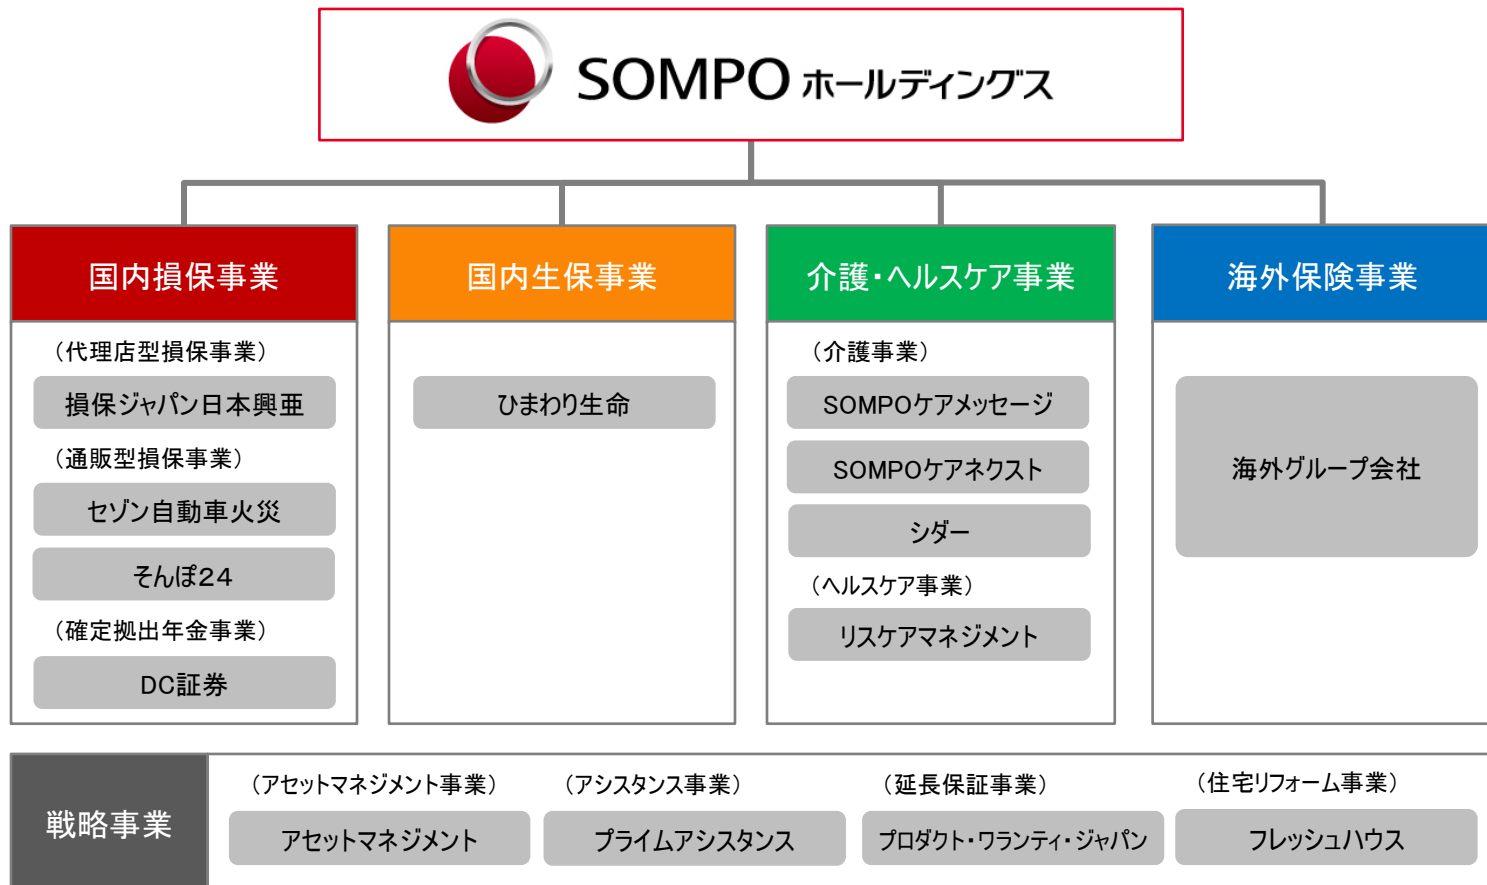 SOMPO ホールディングス
国内損保事業
（代理店型損保事業）
損保ジャパン日本興亜
（通販型損保事業）
セゾン自動車火災
そんぽ２４
（確定拠出年金事業）
DC証券
国内生保事業
ひまわり生命
介護・ヘルスケア事業
（介護事業）
SOMPOケアメッセージ
SOMPOケアネクスト
シダー
（ヘルスケア事業）
リスケアマネジメント
海外保険事業
海外グループ会社
戦略事業
（アセットマネジメント事業）
アセットマネジメント
（アシスタンス事業）
プライムアシスタンス
（延長保証事業）
プロダクト・ワランティ・ジャパン
（住宅リフォーム事業）
フレッシュハウス